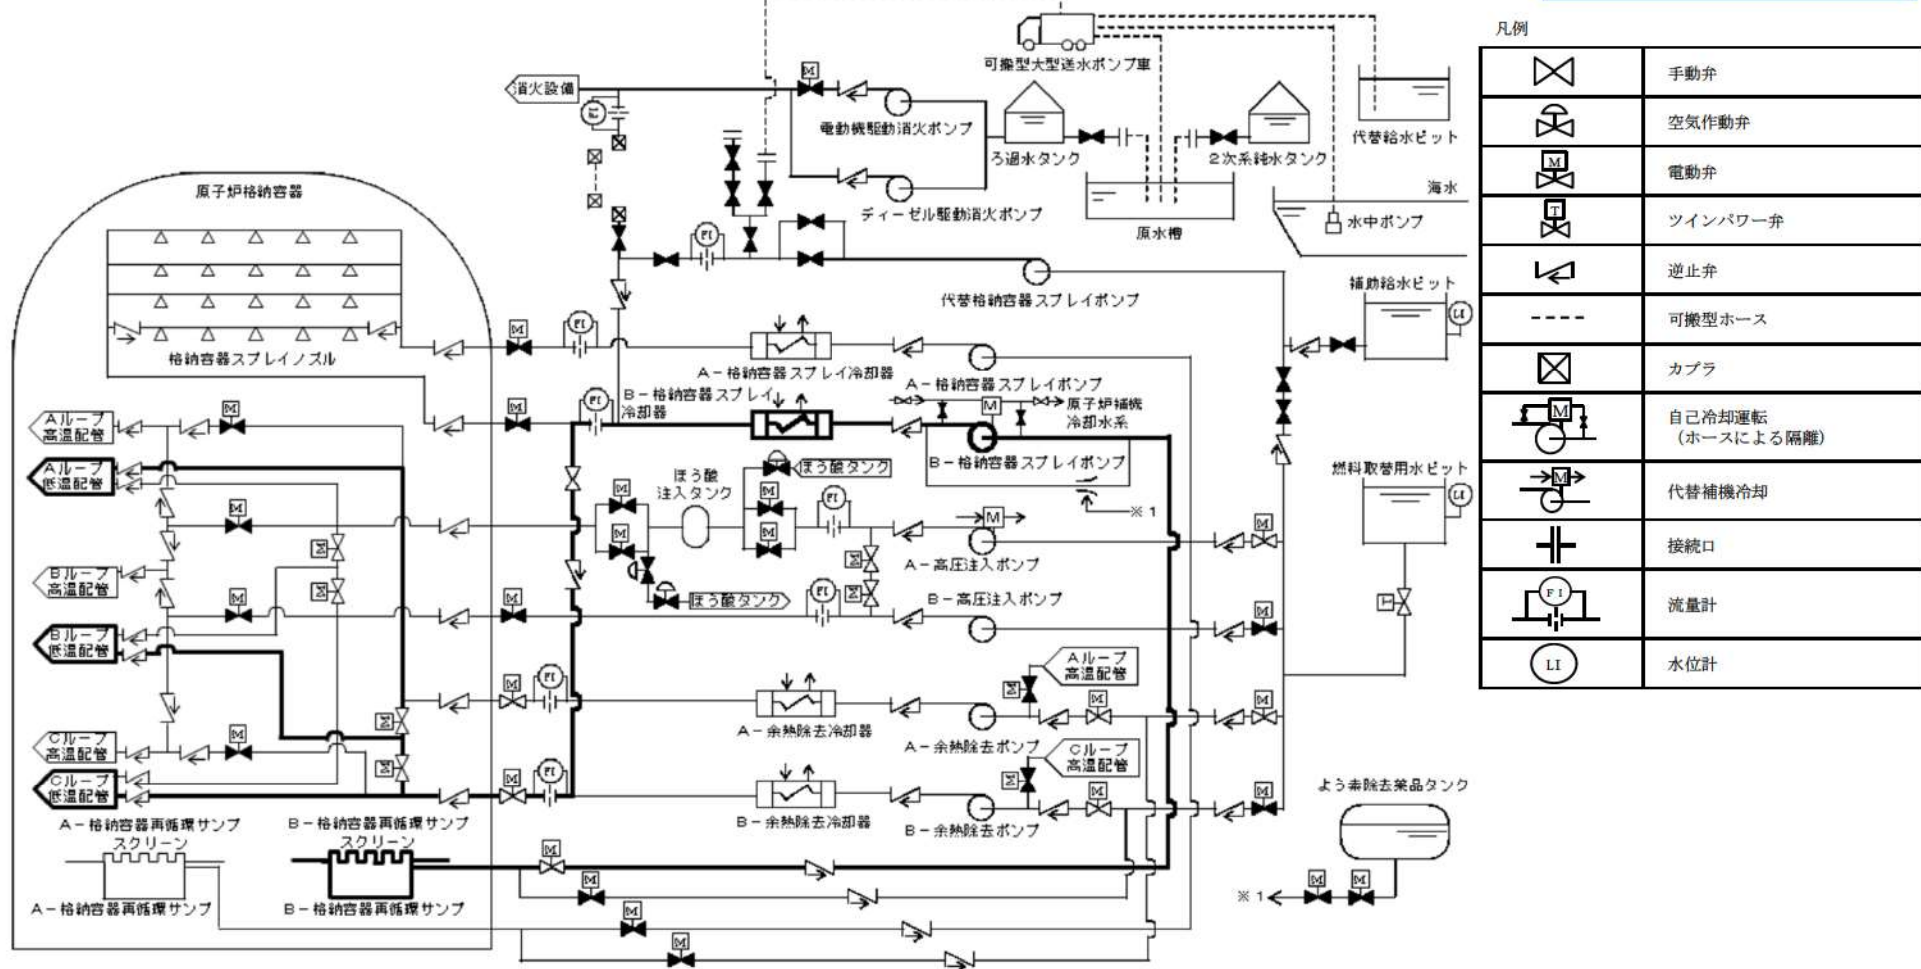 凡例
手動弁
空気作動弁
M
電動弁
T
ツインパワー弁
逆止弁
可搬型ホース
カプラ
M
自己冷却運転
(ホースによる隔離)
M
代替補機冷却
接続口
FI
流量計
LI
水位計
可搬型大型送水ポンプ車
消火設備
M
電動機駆動消火ポンプ
ろ過水タンク
2次系純水タンク
代替給水ピット
海水
水中ポンプ
原水槽
ディーゼル駆動消火ポンプ
原子炉格納容器
FI
代替格納容器スプレイポンプ
補助給水ピット
LI
格納容器スプレイノズル
M
FI
A-格納容器スプレイ冷却器
A-格納容器スプレイポンプ
B-格納容器スプレイ
冷却器
M
FI
M
原子炉補機
冷却水系
B-格納容器スプレイポンプ
※1
燃料取替用水ピット
LI
Aループ
高温配管
M
Aループ
低温配管
M
ほう酸
注入タンク
ほう酸タンク
M
M
M
M
FI
M
M
A-高圧注入ポンプ
M
M
Bループ
高温配管
M
M
ほう酸タンク
M
M
FI
B-高圧注入ポンプ
M
M
T
Bループ
低温配管
M
FI
A-余熱除去冷却器
Aループ
高温配管
M
M
A-余熱除去ポンプ
M
Cループ
高温配管
M
M
M
FI
B-余熱除去冷却器
Cループ
高温配管
M
M
B-余熱除去ポンプ
M
Cループ
低温配管
よう素除去薬品タンク
M
M
※1
A-格納容器再循環サンプ
スクリーン
B-格納容器再循環サンプ
スクリーン
M
M
A-格納容器再循環サンプ
B-格納容器再循環サンプ
M
M